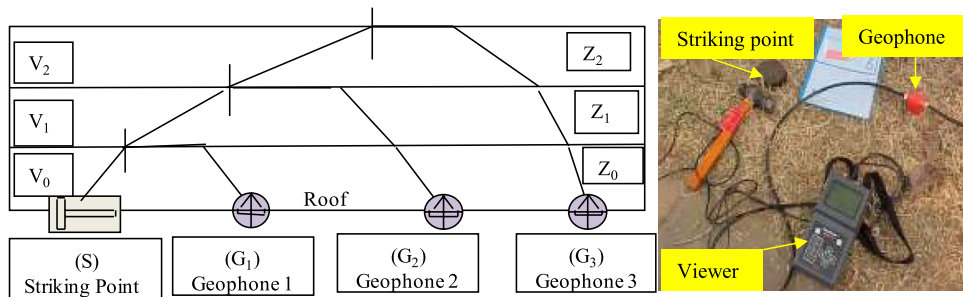 V₂
Z₂
V₁
Z₁
V₀
Z₀
Roof
(S)
Striking Point
(G₁)
Geophone 1
(G₂)
Geophone 2
(G₃)
Geophone 3
Striking point
Geophone
Viewer